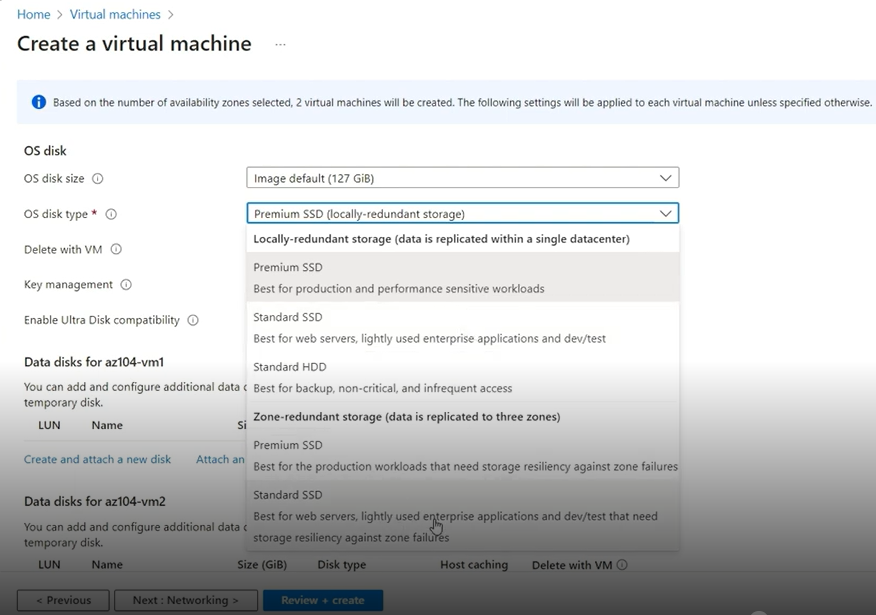 Home > Virtual machines >
Create a virtual machine ...
Based on the number of availability zones selected, 2 virtual machines will be created. The following settings will be applied to each virtual machine unless specified otherwise.
OS disk
OS disk size
Image default (127 GiB)
OS disk type *
Premium SSD (locally-redundant storage)
Delete with VM
Key management
Enable Ultra Disk compatibility
Locally-redundant storage (data is replicated within a single datacenter)
Premium SSD
Best for production and performance sensitive workloads
Standard SSD
Best for web servers, lightly used enterprise applications and dev/test
Standard HDD
Best for backup, non-critical, and infrequent access
Zone-redundant storage (data is replicated to three zones)
Premium SSD
Best for the production workloads that need storage resiliency against zone failures
Standard SSD
Best for web servers, lightly used enterprise applications and dev/test that need
storage resiliency against zone failures
Data disks for az104-vm1
You can add and configure additional data
temporary disk.
LUN Name
Create and attach a new disk Attach an
Data disks for az104-vm2
You can add and configure additional data
temporary disk.
LUN Name Size (GiB) Disk type Host caching Delete with VM
< Previous Next : Networking > Review + create